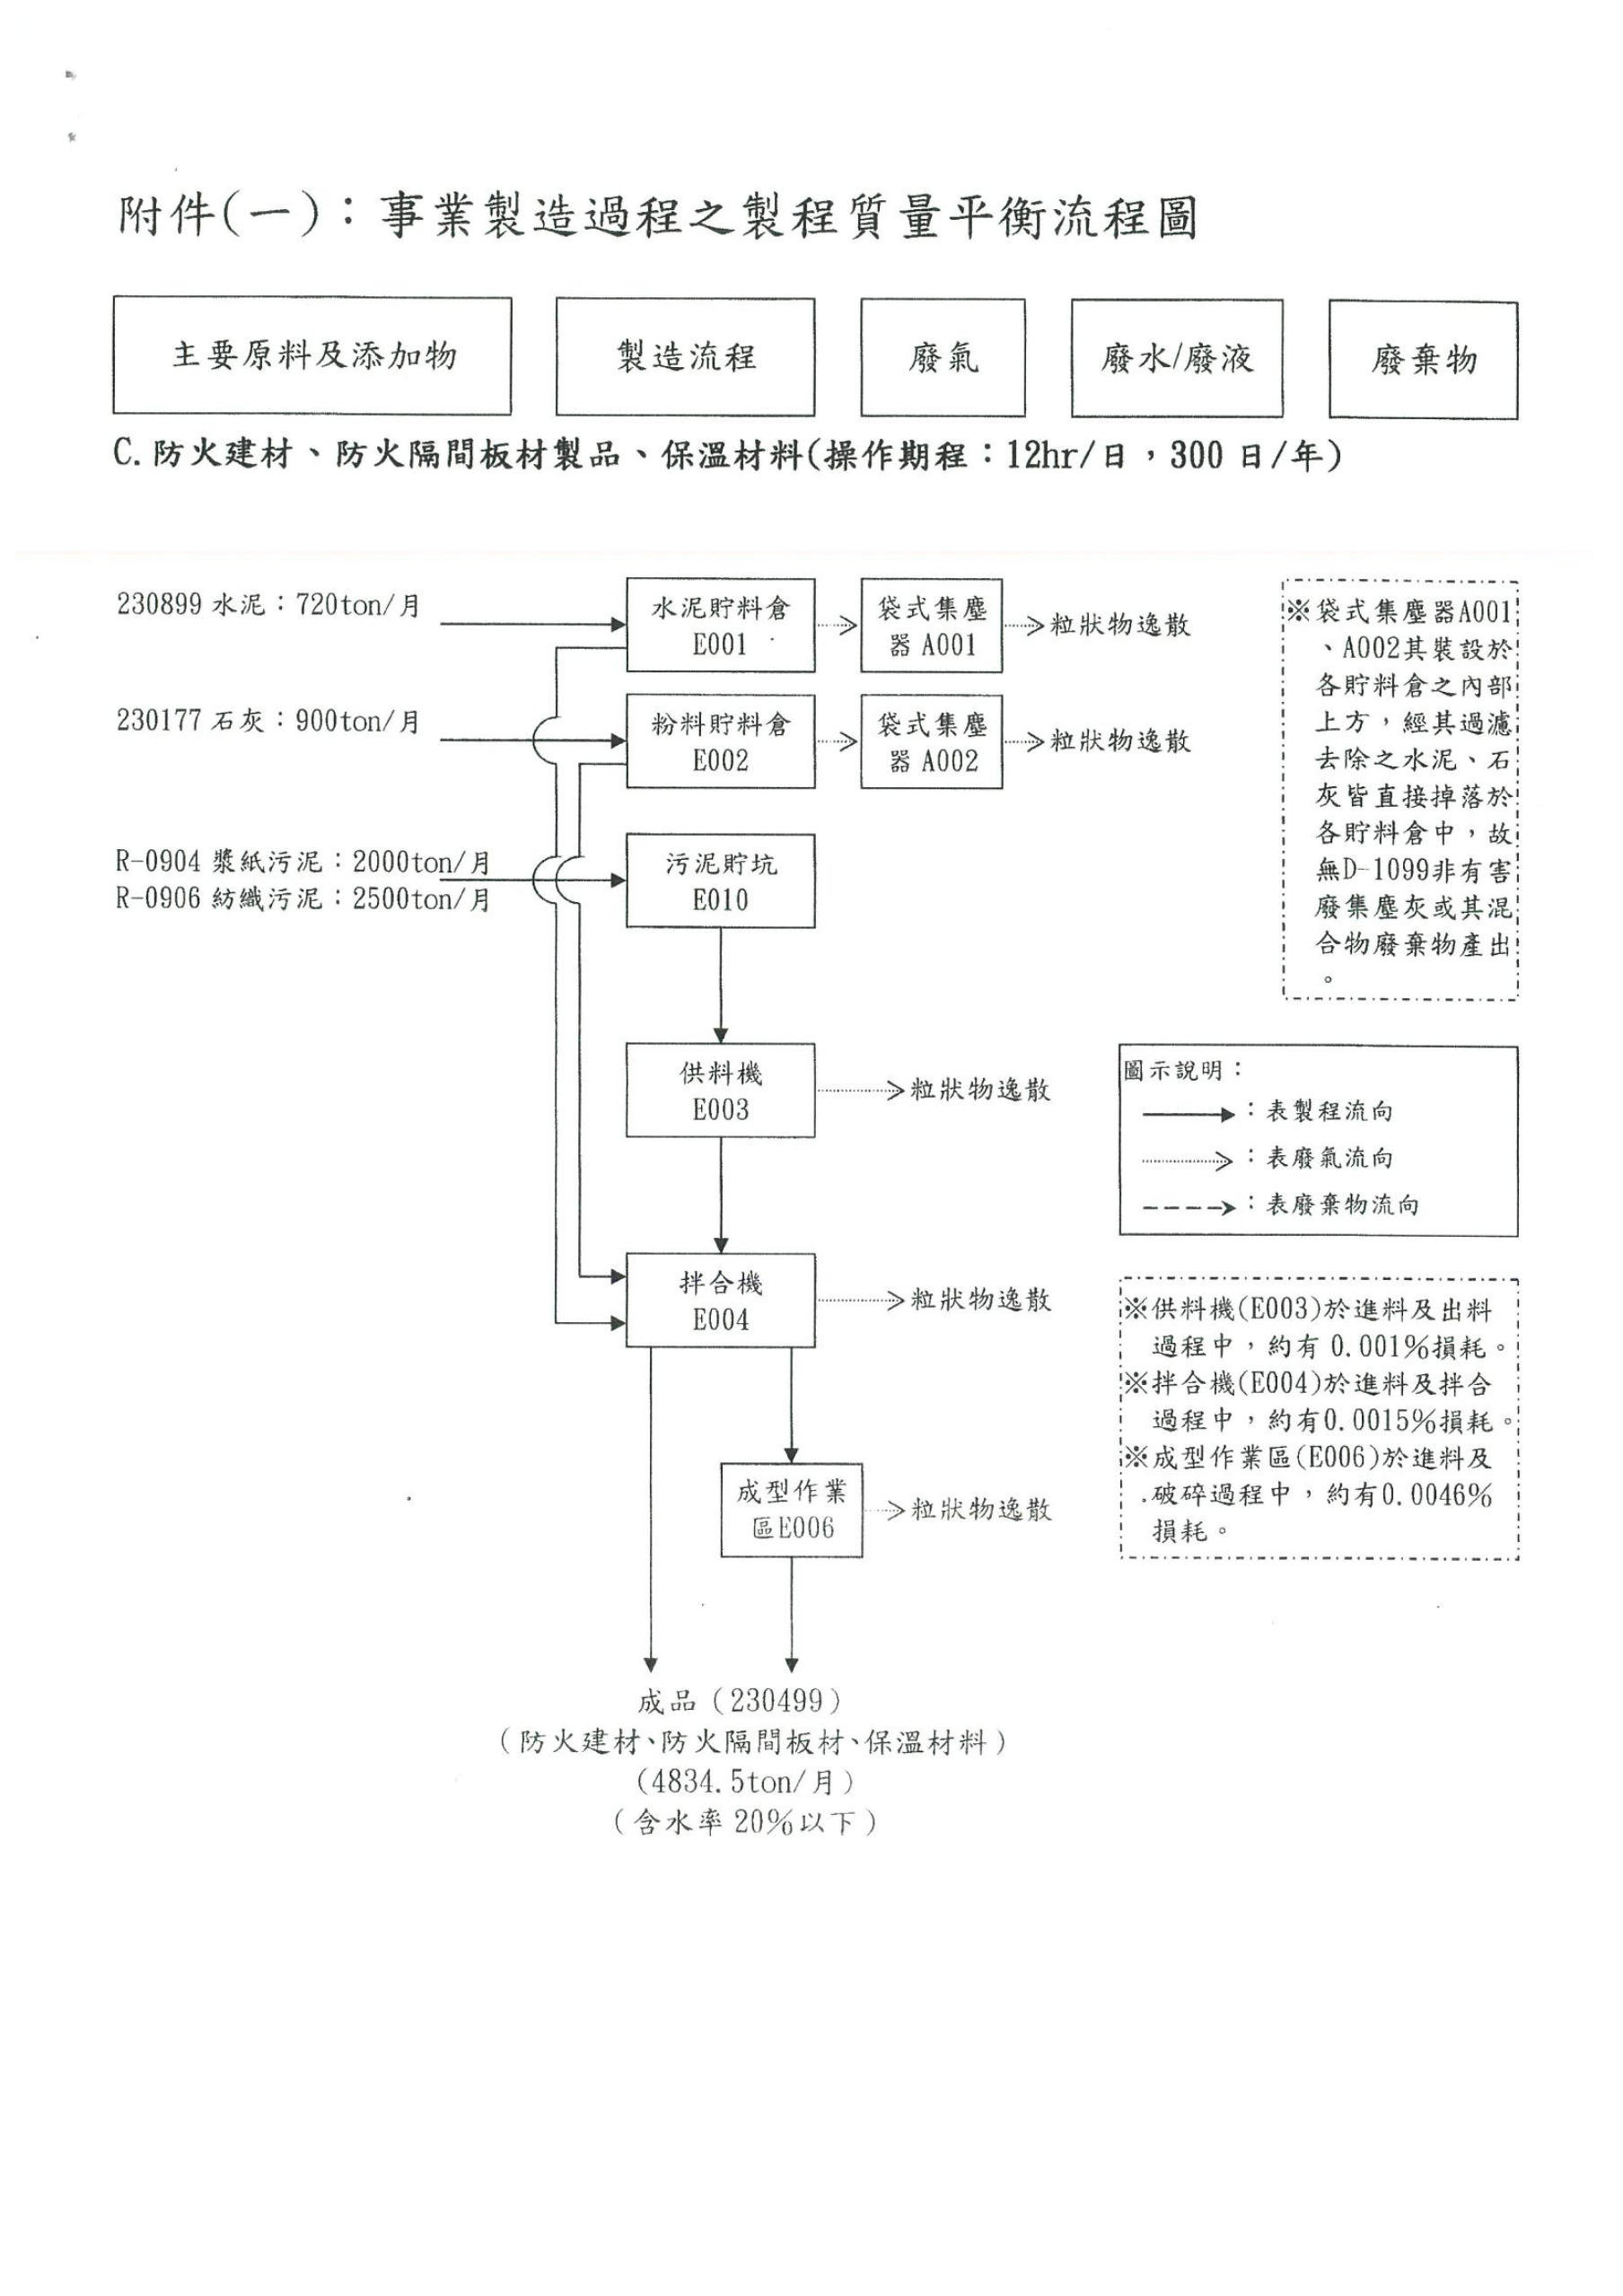 附件(一)：事業製造過程之製程質量平衡流程圖
主要原料及添加物
製造流程
廢氣
廢水/廢液
廢棄物
C.防火建材、防火隔間板材製品、保溫材料(操作期程：12hr/日，300日/年)
230899 水泥：720ton/月
水泥貯料倉
E001
袋式集塵
器 A001
粒狀物逸散
230177 石灰：900ton/月
粉料貯料倉
E002
袋式集塵
器 A002
粒狀物逸散
R-0904 漿紙污泥：2000ton/月
R-0906 紡織污泥：2500ton/月
污泥貯坑
E010
※袋式集塵器A001
、A002其裝設於
各貯料倉之內部
上方，經其過濾
去除之水泥、石
灰皆直接掉落於
各貯料倉中，故
無D-1099非有害
廢集塵灰或其混
合物廢棄物產出
。
供料機
E003
粒狀物逸散
圖示說明：
：表製程流向
：表廢氣流向
：表廢棄物流向
拌合機
E004
粒狀物逸散
※供料機(E003)於進料及出料
過程中，約有 0.001%損耗。
※拌合機(E004)於進料及拌合
過程中，約有0.0015%損耗。
※成型作業區(E006)於進料及
破碎過程中，約有0.0046%
損耗。
成型作業
區E006
粒狀物逸散
成品（230499）
（防火建材、防火隔間板材、保溫材料）
（4834.5ton/月）
（含水率 20%以下）